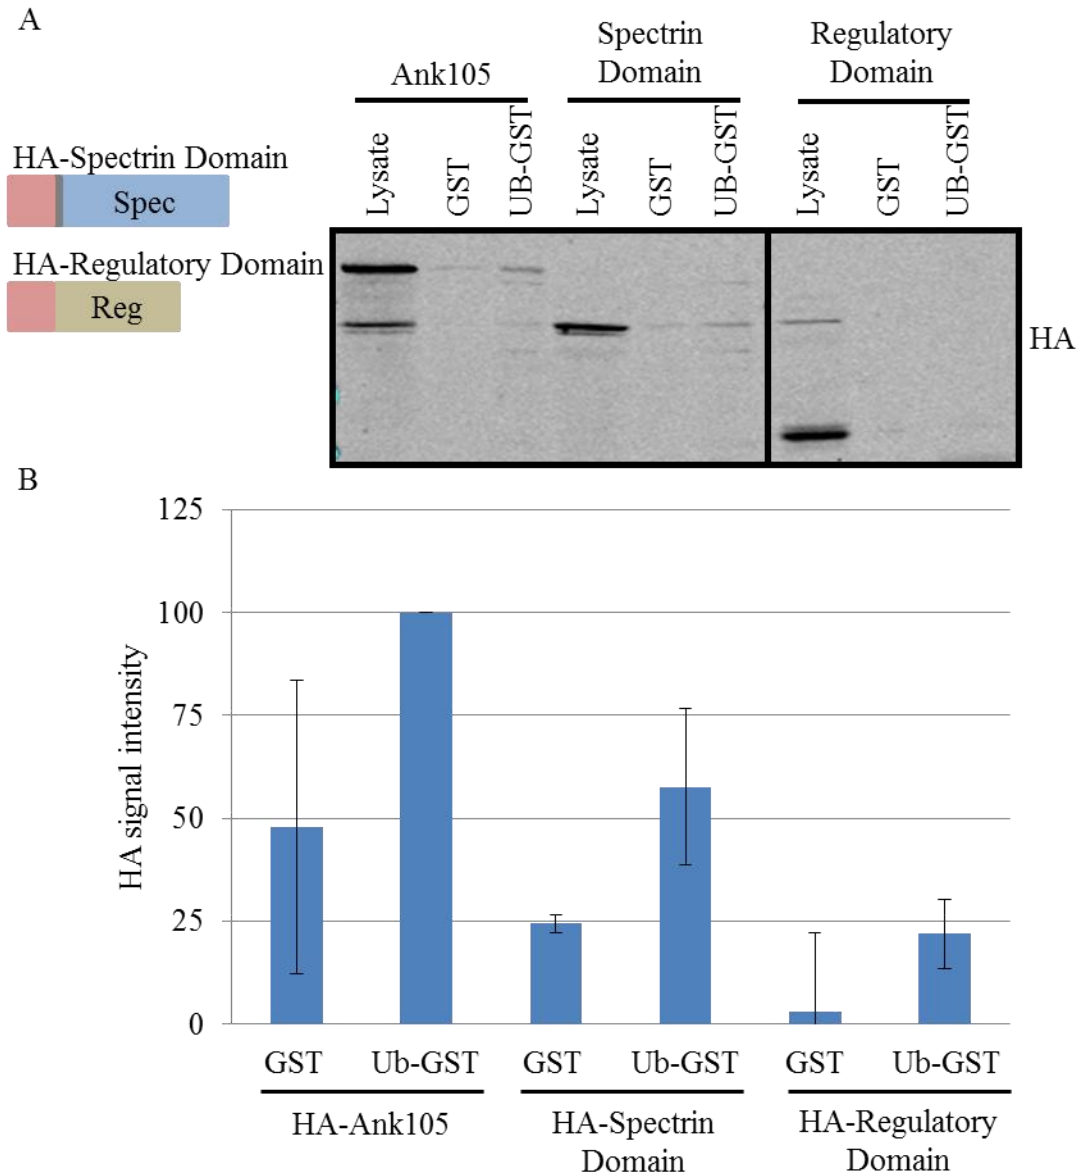 A
Ank105
Spectrin
Domain
Regulatory
Domain
Lysate
GST
UB-GST
Lysate
GST
UB-GST
Lysate
GST
UB-GST
HA-Spectrin Domain
Spec
HA-Regulatory Domain
Reg
HA
B
HA signal intensity
125
100
75
50
25
0
GST
Ub-GST
GST
Ub-GST
GST
Ub-GST
HA-Ank105
HA-Spectrin
Domain
HA-Regulatory
Domain